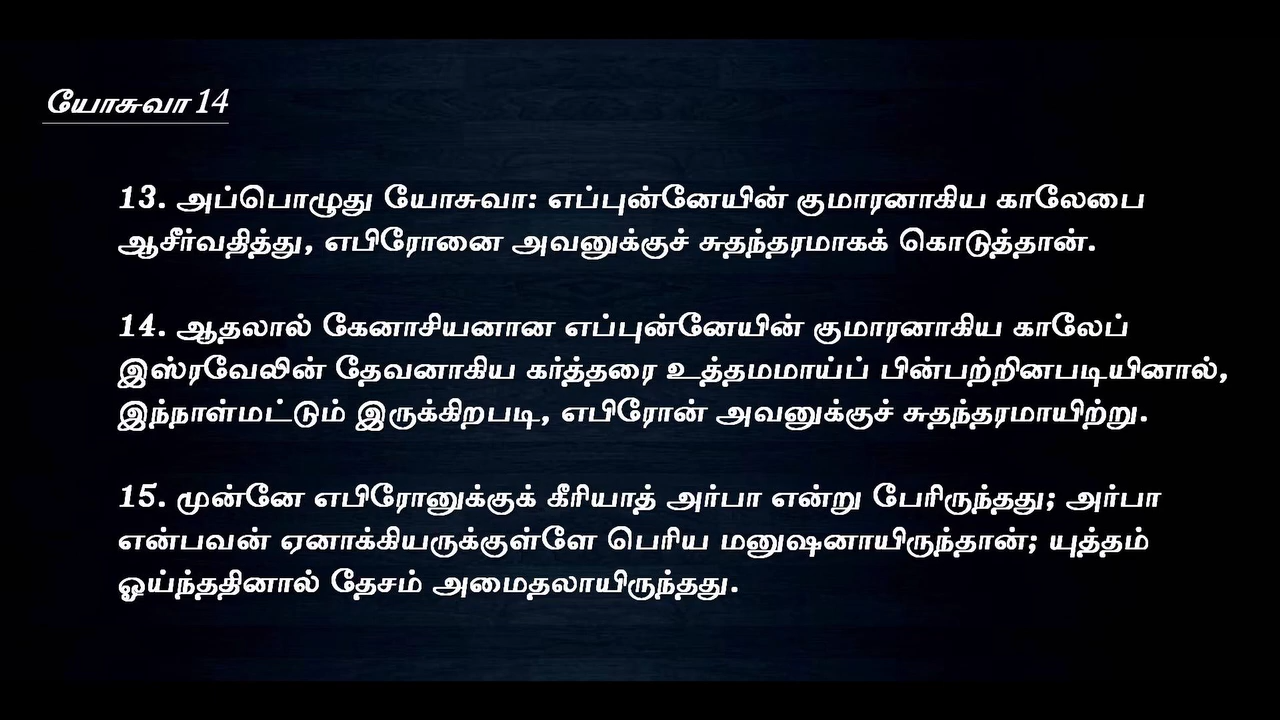 யோசுவா 14
13. அப்பொழுது யோசுவா: எப்புன்னேயின் குமாரனாகிய காலேபை
ஆசீர்வதித்து, எபிரோனை அவனுக்குச் சுதந்தரமாகக் கொடுத்தான்.
14. ஆதலால் கேனாசியனான எப்புன்னேயின் குமாரனாகிய காலேப்
இஸ்ரவேலின் தேவனாகிய கர்த்தரை உத்தமமாய்ப் பின்பற்றினபடியினால்,
இந்நாள்மட்டும் இருக்கிறபடி, எபிரோன் அவனுக்குச் சுதந்தரமாயிற்று.
15. முன்னே எபிரோனுக்குக் கீரியாத் அர்பா என்று பேரிருந்தது; அர்பா
என்பவன் ஏனாக்கியருக்குள்ளே பெரிய மனுஷனாயிருந்தான்; யுத்தம்
ஓய்ந்ததினால் தேசம் அமைதலாயிருந்தது.